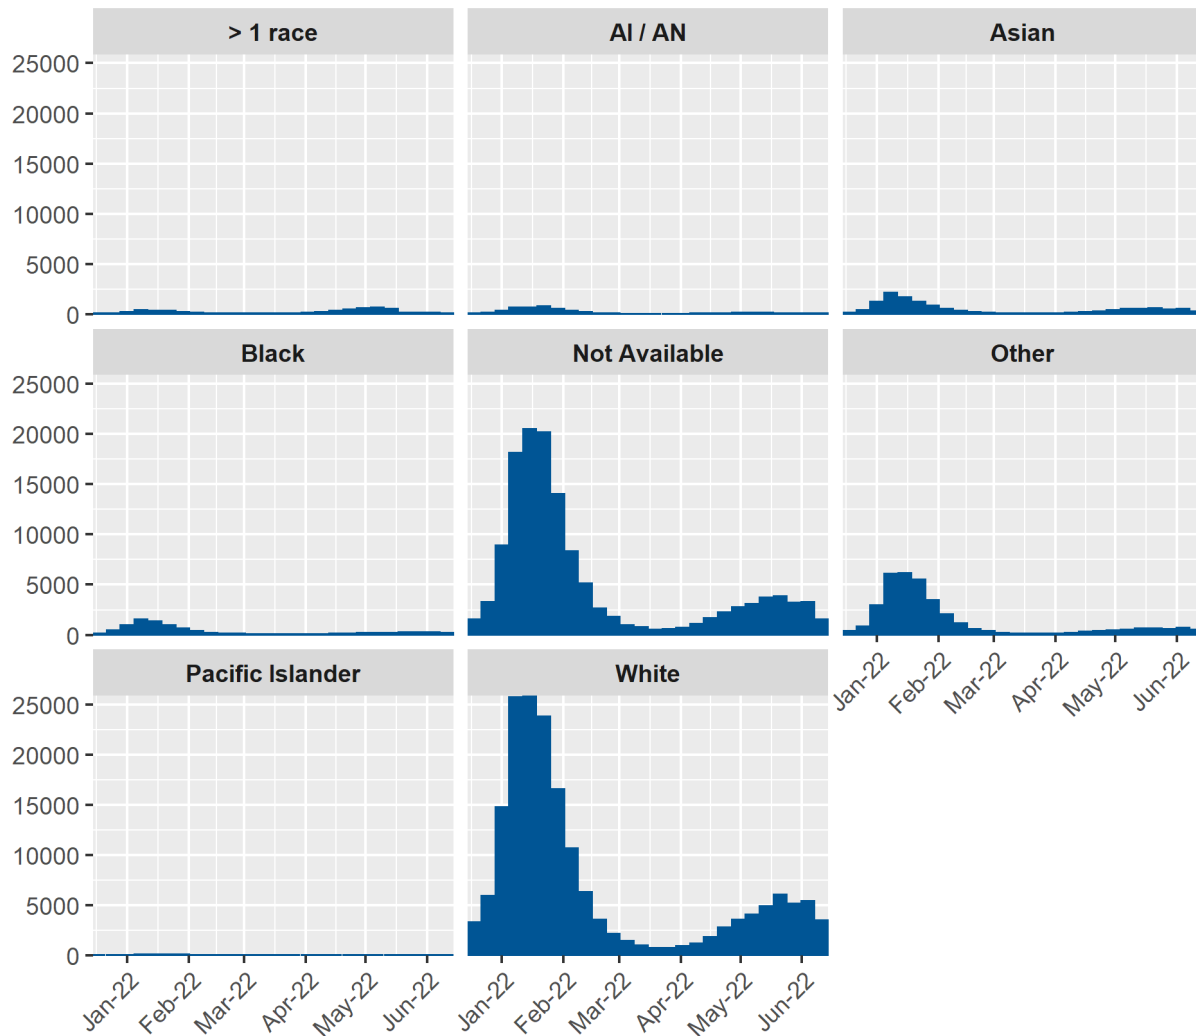 > 1 race
AI / AN
Asian
25000
20000
15000
10000
5000
0
Black
Not Available
Other
25000
20000
15000
10000
5000
0
Jan-22
Feb-22
Mar-22
Apr-22
May-22
Jun-22
Pacific Islander
White
25000
20000
15000
10000
5000
0
Jan-22
Feb-22
Mar-22
Apr-22
May-22
Jun-22
Jan-22
Feb-22
Mar-22
Apr-22
May-22
Jun-22